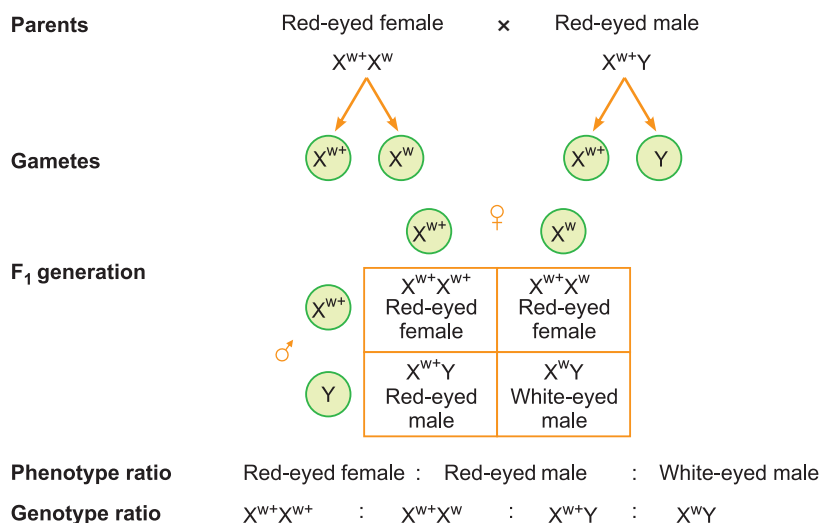 Parents Red-eyed female × Red-eyed male
Xʷ⁺Xʷ Xʷ⁺Y
Gametes Xʷ⁺ Xʷ Xʷ⁺ Y
♀
Xʷ⁺ Xʷ
F₁ generation
Xʷ⁺Xʷ⁺ Xʷ⁺Xʷ
Xʷ⁺ Red-eyed Red-eyed
female female
♂
Xʷ⁺Y XʷY
Y Red-eyed White-eyed
male male
Phenotype ratio Red-eyed female : Red-eyed male : White-eyed male
Genotype ratio Xʷ⁺Xʷ⁺ : Xʷ⁺Xʷ : Xʷ⁺Y : XʷY